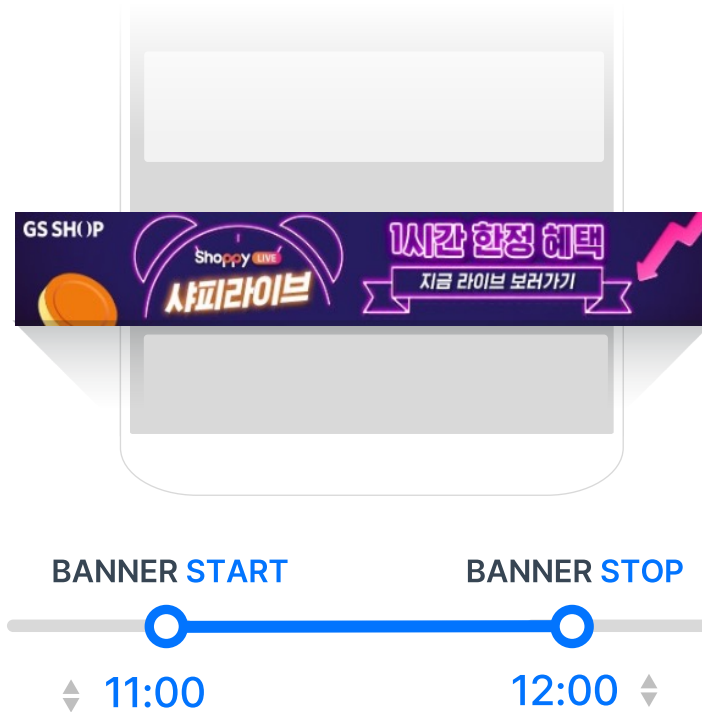 GS SHOP
Shoppy LIVE
샤피라이브
1시간 한정 혜택
지금 라이브 보러가기
BANNER START
BANNER STOP
11:00
12:00